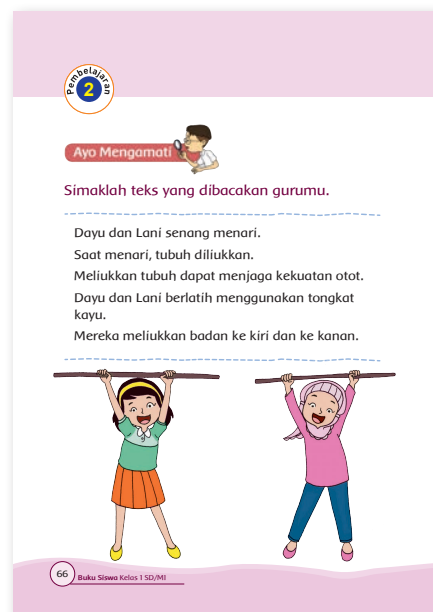 Pembelajaran
2
Ayo Mengamati
Simaklah teks yang dibacakan gurumu.
Dayu dan Lani senang menari.
Saat menari, tubuh diliukkan.
Meliukkan tubuh dapat menjaga kekuatan otot.
Dayu dan Lani berlatih menggunakan tongkat
kayu.
Mereka meliukkan badan ke kiri dan ke kanan.
66
Buku Siswa Kelas 1 SD/MI